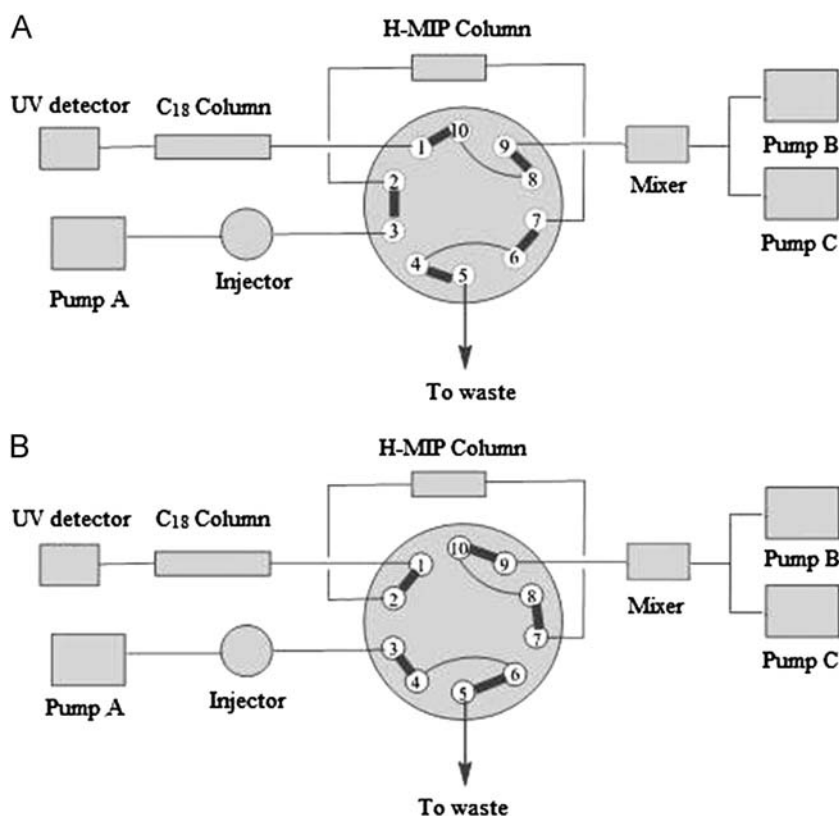 A
H-MIP Column
UV detector
C₁₈ Column
Pump B
Mixer
Pump C
Pump A
Injector
To waste
1
10
9
8
2
3
7
6
4
5
B
H-MIP Column
UV detector
C₁₈ Column
Pump B
Mixer
Pump C
Pump A
Injector
To waste
10
1
9
2
8
3
7
4
6
5